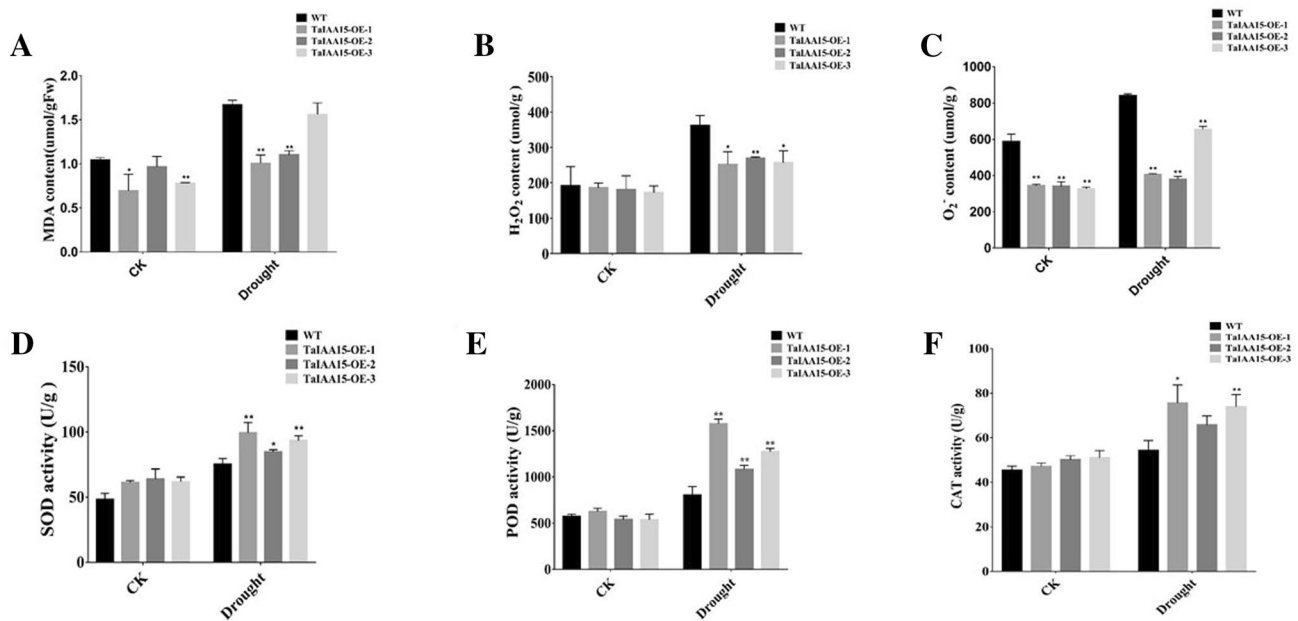 A
WT
TaIAA15-OE-1
TaIAA15-OE-2
TaIAA15-OE-3
MDA content(umol/gFw)
2.0
1.5
1.0
0.5
0.0
* ** ** **
CK
Drought
B
WT
TaIAA15-OE-1
TaIAA15-OE-2
TaIAA15-OE-3
H₂O₂ content (umol/g)
500
400
300
200
100
0
* ** *
CK
Drought
C
WT
TaIAA15-OE-1
TaIAA15-OE-2
TaIAA15-OE-3
O₂⁻ content (umol/g )
1000
800
600
400
200
0
** ** ** ** ** **
CK
Drought
D
WT
TaIAA15-OE-1
TaIAA15-OE-2
TaIAA15-OE-3
SOD activity (U/g)
150
100
50
0
** * **
CK
Drought
E
WT
TaIAA15-OE-1
TaIAA15-OE-2
TaIAA15-OE-3
POD activity (U/g)
2000
1500
1000
500
0
** ** **
CK
Drought
F
WT
TaIAA15-OE-1
TaIAA15-OE-2
TaIAA15-OE-3
CAT activity (U/g)
100
80
60
40
20
0
* **
CK
Drought